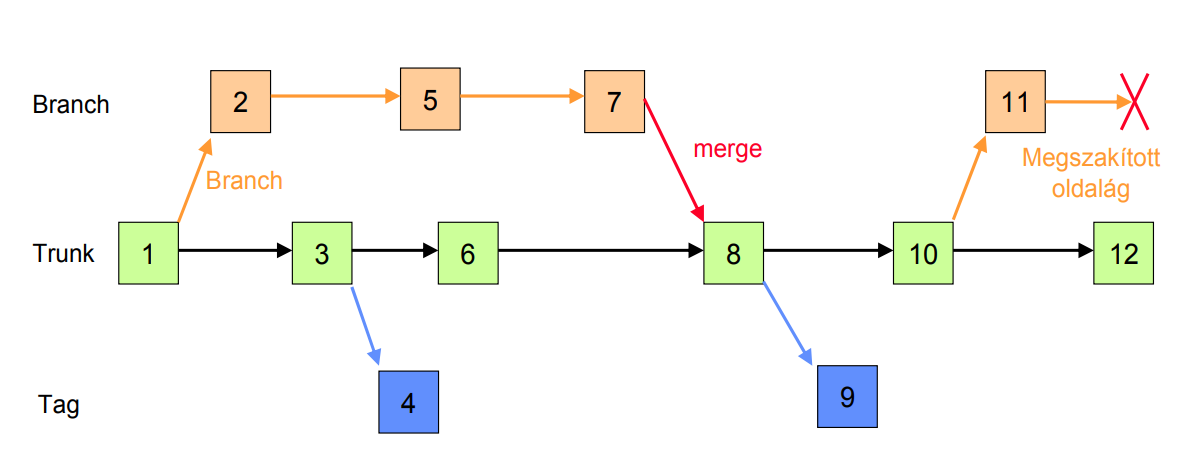 Branch
2
5
7
11
merge
Megszakított
oldalág
Branch
Trunk
1
3
6
8
10
12
Tag
4
9